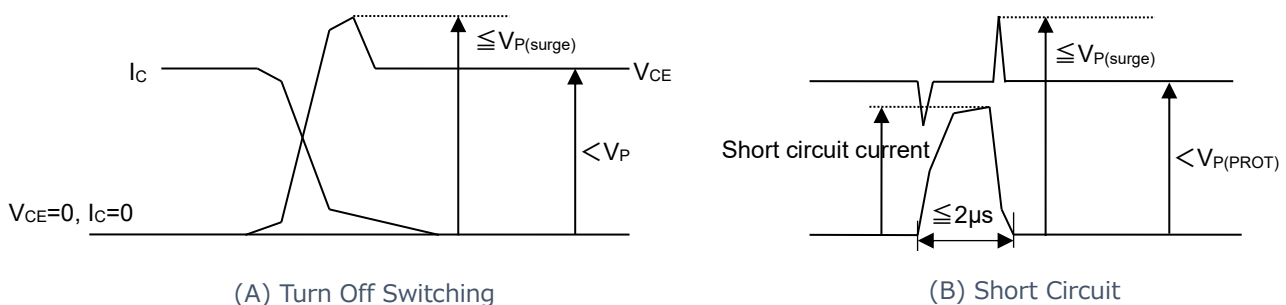 ≦VP(surge)
IC
VCE
<VP
VCE=0, IC=0
(A) Turn Off Switching
≦VP(surge)
Short circuit current
<VP(PROT)
≦2µs
(B) Short Circuit